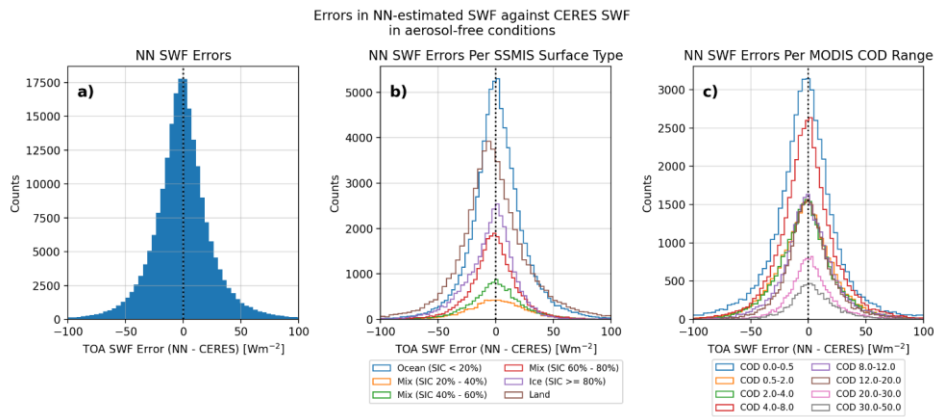 Errors in NN-estimated SWF against CERES SWF
in aerosol-free conditions
NN SWF Errors
a)
17500
15000
12500
10000
7500
5000
2500
0
Counts
−100
−50
0
50
100
TOA SWF Error (NN - CERES) [Wm⁻²]
NN SWF Errors Per SSMIS Surface Type
b)
5000
4000
3000
2000
1000
0
Counts
−100
−50
0
50
100
TOA SWF Error (NN - CERES) [Wm⁻²]
Ocean (SIC < 20%)
Mix (SIC 20% - 40%)
Mix (SIC 40% - 60%)
Mix (SIC 60% - 80%)
Ice (SIC >= 80%)
Land
NN SWF Errors Per MODIS COD Range
c)
3000
2500
2000
1500
1000
500
0
Counts
−100
−50
0
50
100
TOA SWF Error (NN - CERES) [Wm⁻²]
COD 0.0-0.5
COD 0.5-2.0
COD 2.0-4.0
COD 4.0-8.0
COD 8.0-12.0
COD 12.0-20.0
COD 20.0-30.0
COD 30.0-50.0